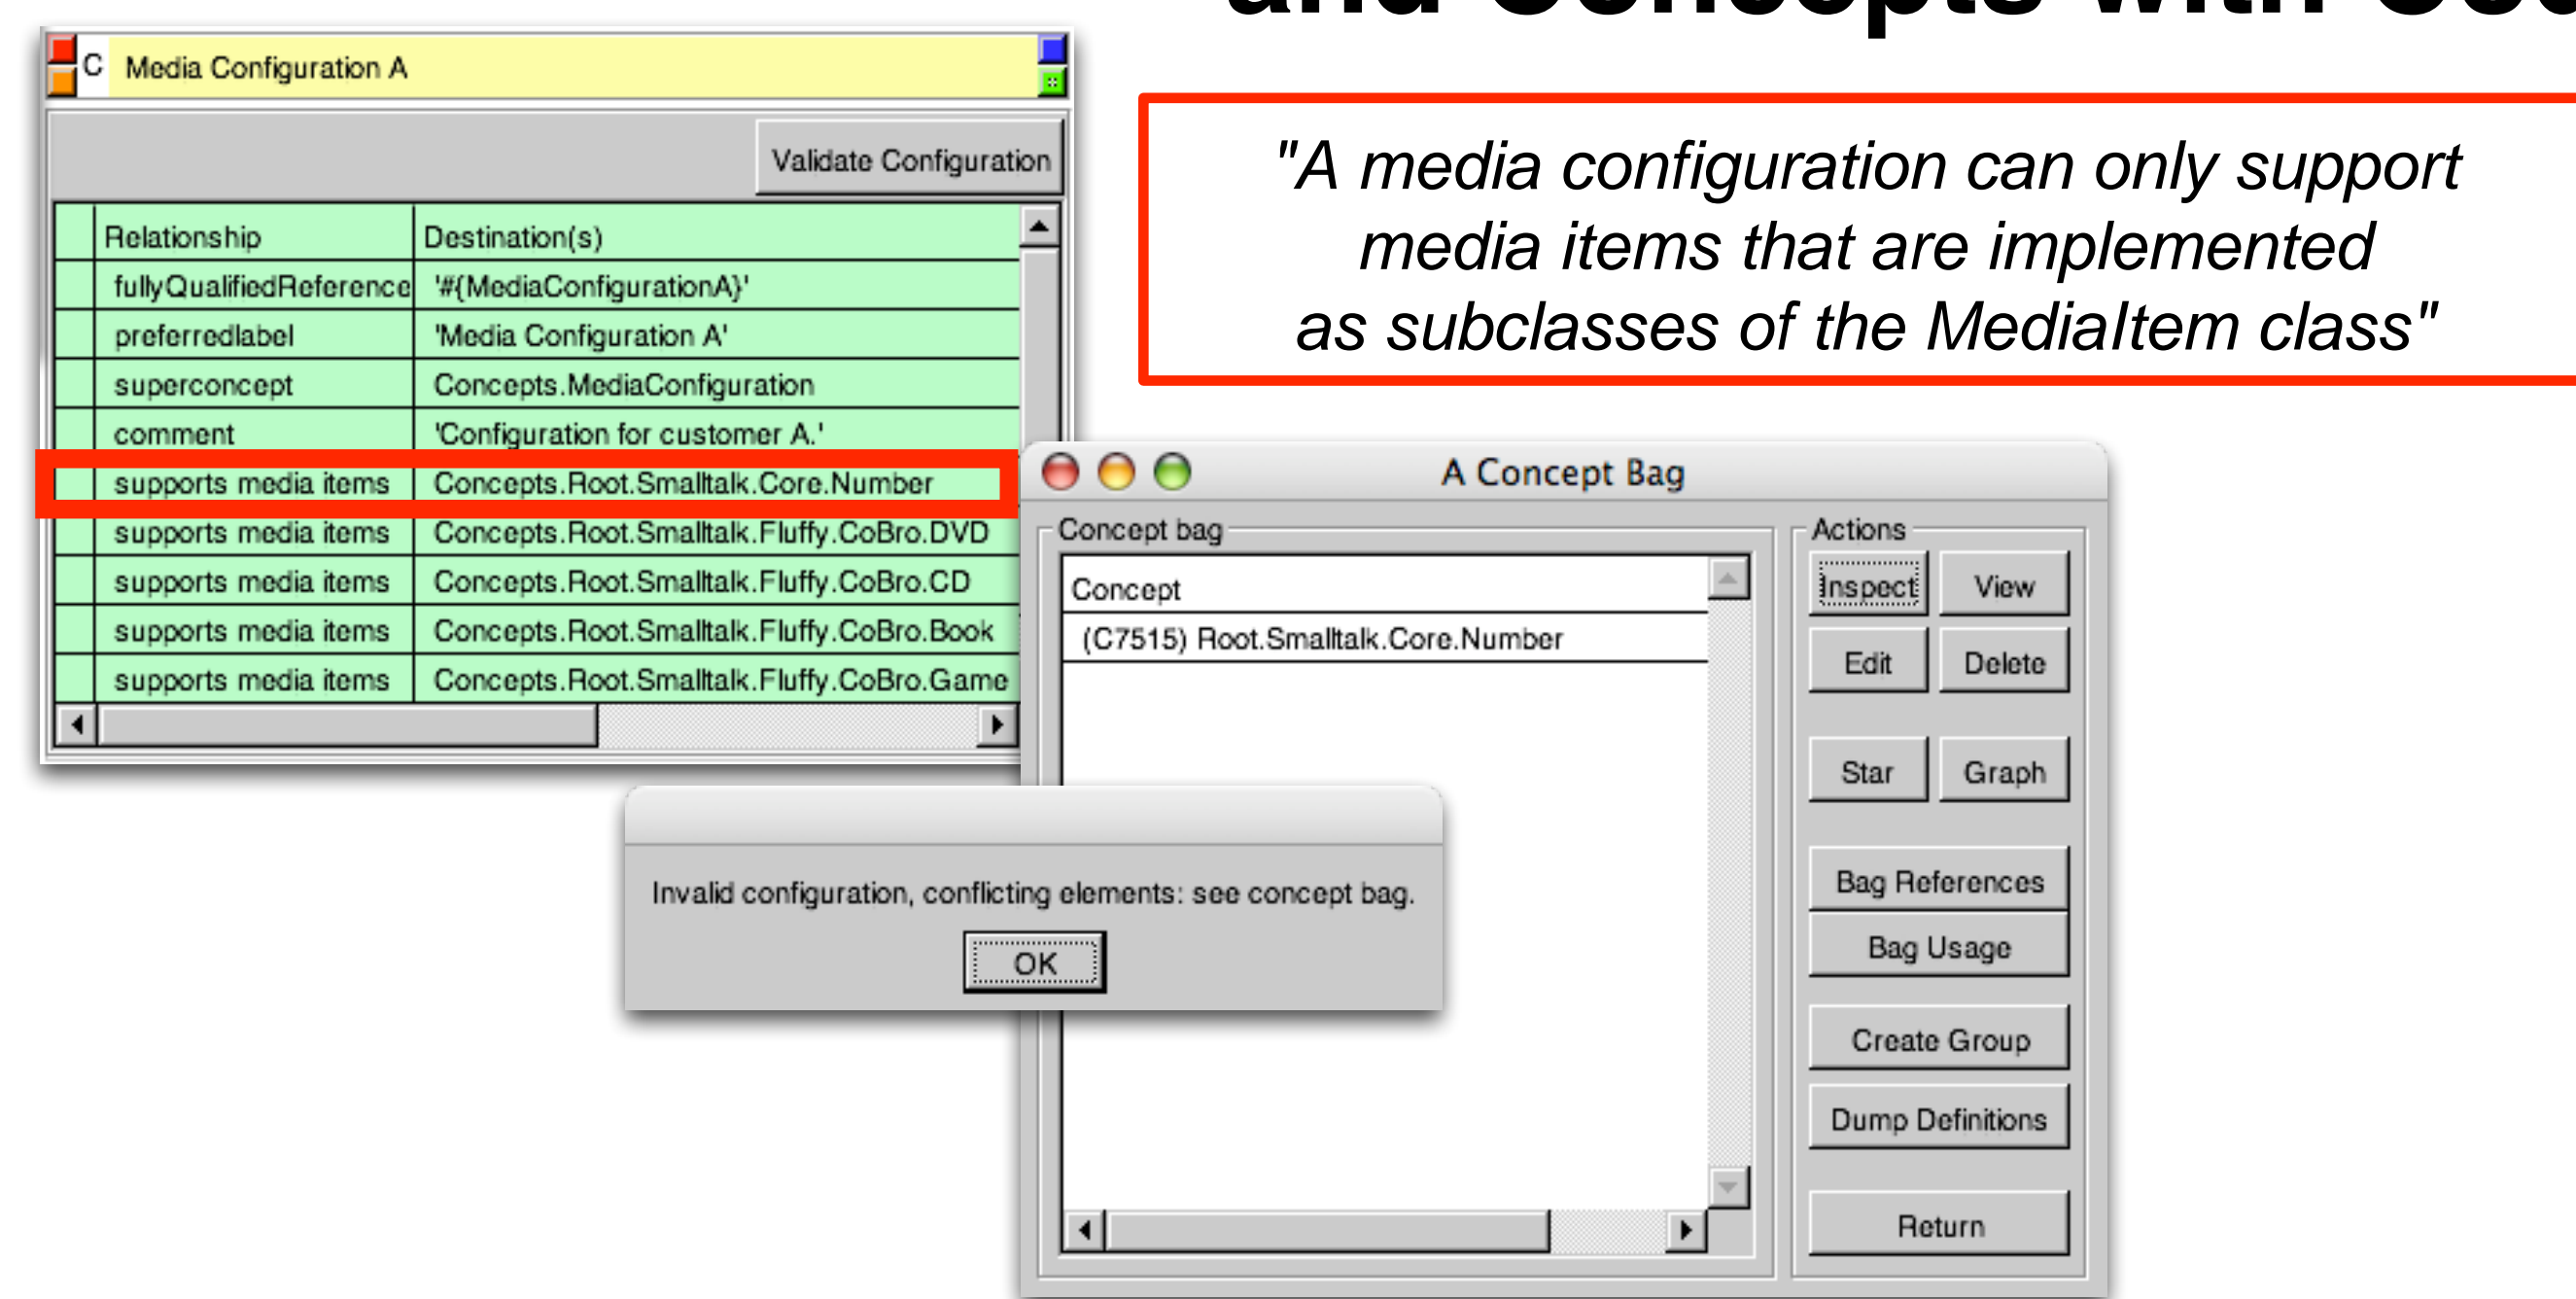 and Concepts with
C Media Configuration A
Validate Configuration
"A media configuration can only support
media items that are implemented
as subclasses of the MediaItem class"
Relationship Destination(s)
fullyQualifiedReference '#{MediaConfigurationA}'
preferredlabel 'Media Configuration A'
superconcept Concepts.MediaConfiguration
comment 'Configuration for customer A.'
supports media items Concepts.Root.Smalltalk.Core.Number
supports media items Concepts.Root.Smalltalk.Fluffy.CoBro.DVD
supports media items Concepts.Root.Smalltalk.Fluffy.CoBro.CD
supports media items Concepts.Root.Smalltalk.Fluffy.CoBro.Book
supports media items Concepts.Root.Smalltalk.Fluffy.CoBro.Game
A Concept Bag
Concept bag
Concept
(C7515) Root.Smalltalk.Core.Number
Actions
Inspect View
Edit Delete
Star Graph
Bag References
Bag Usage
Create Group
Dump Definitions
Return
Invalid configuration, conflicting elements: see concept bag.
OK